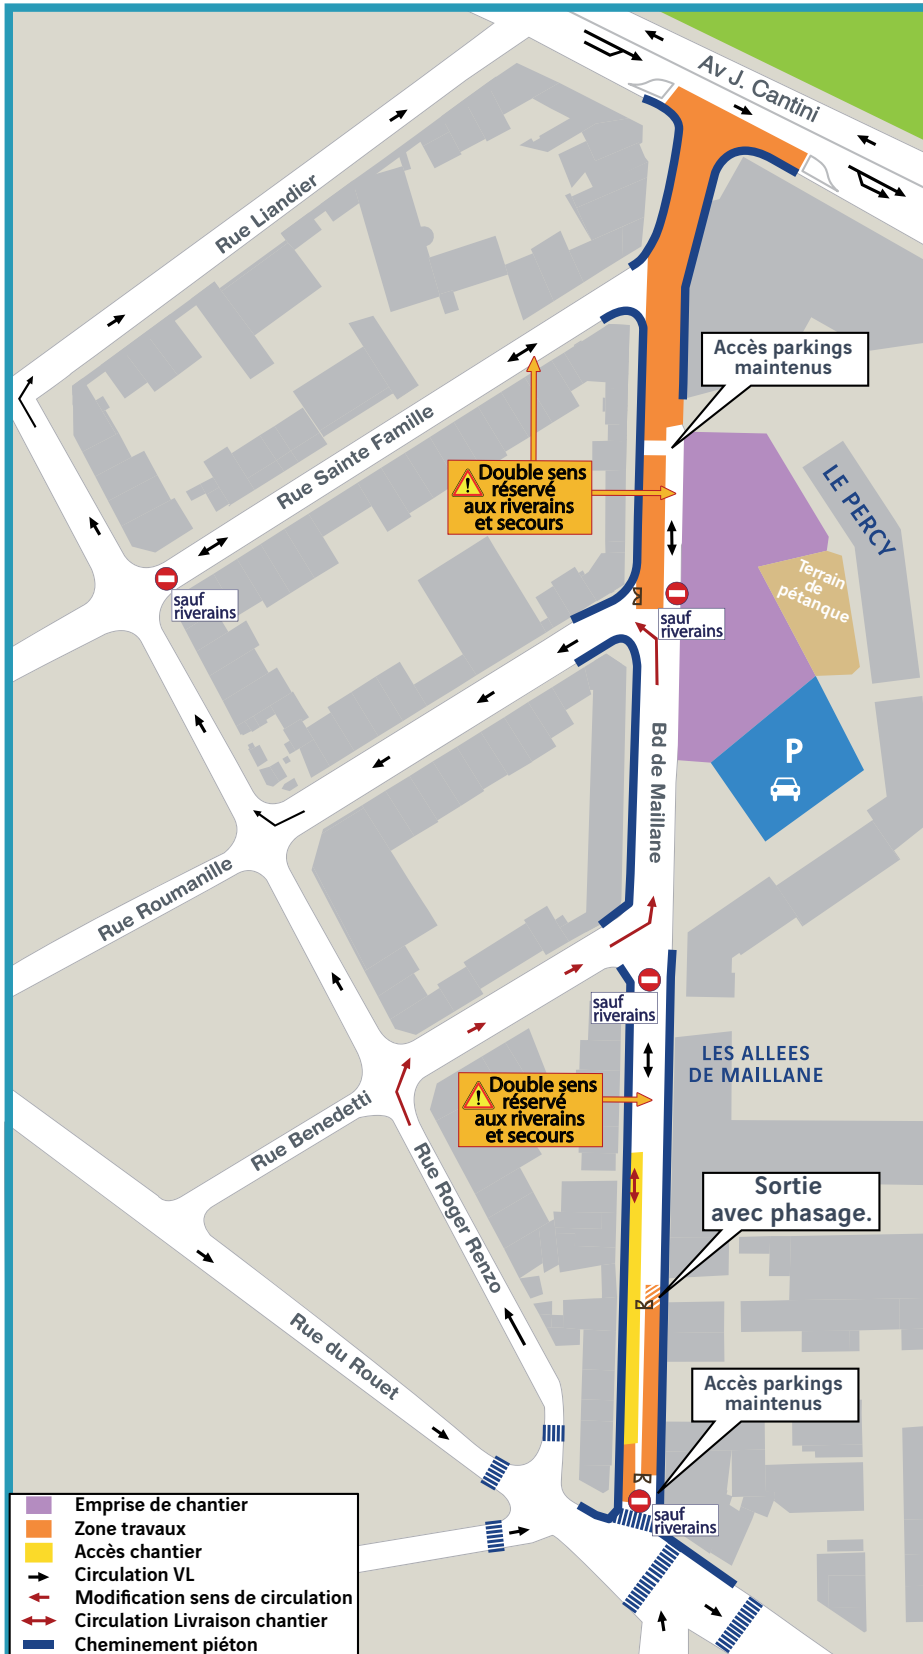 Av J. Cantini
Rue Liandier
Accès parkings
maintenus
Rue Sainte Famille
Double sens
réservé
aux riverains
et secours
LE PERCY
Terrain
de
pétanque
sauf
riverains
sauf
riverains
P
Bd de Maillane
Rue Roumanille
sauf
riverains
LES ALLEES
DE MAILLANE
Double sens
réservé
aux riverains
et secours
Rue Benedetti
Rue Roger Renzo
Sortie
avec phasage.
Rue du Rouet
Accès parkings
maintenus
sauf
riverains
Emprise de chantier
Zone travaux
Accès chantier
Circulation VL
Modification sens de circulation
Circulation Livraison chantier
Cheminement piéton